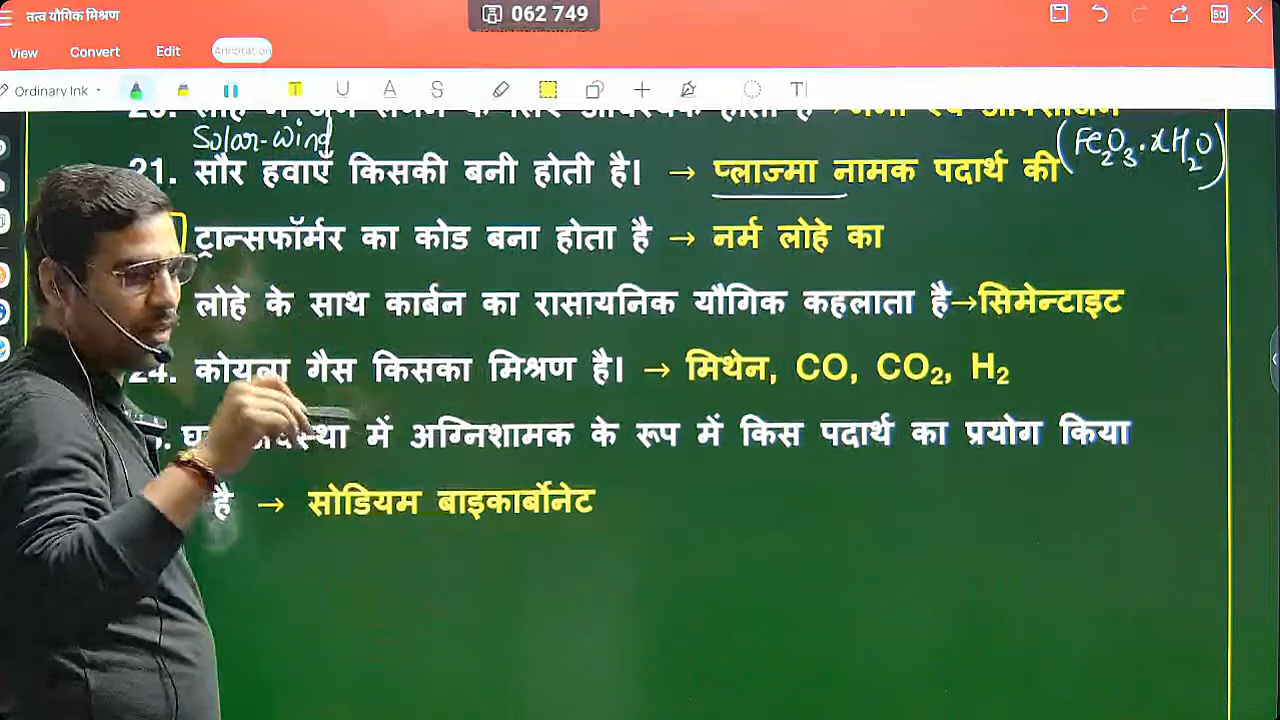 तत्व यौगिक मिश्रण
062 749
50
View Convert Edit Annotation
Ordinary Ink
Solar-wind
(Fe2O3.xH2O)
21. सौर हवाएँ किसकी बनी होती है। → प्लाज्मा नामक पदार्थ की
ट्रान्सफॉर्मर का कोड बना होता है → नर्म लोहे का
लोहे के साथ कार्बन का रासायनिक यौगिक कहलाता है→सिमेन्टाइट
24. कोयला गैस किसका मिश्रण है। → मिथेन, CO, CO₂, H₂
में अग्निशामक के रूप में किस पदार्थ का प्रयोग किया
है → सोडियम बाइकार्बोनेट